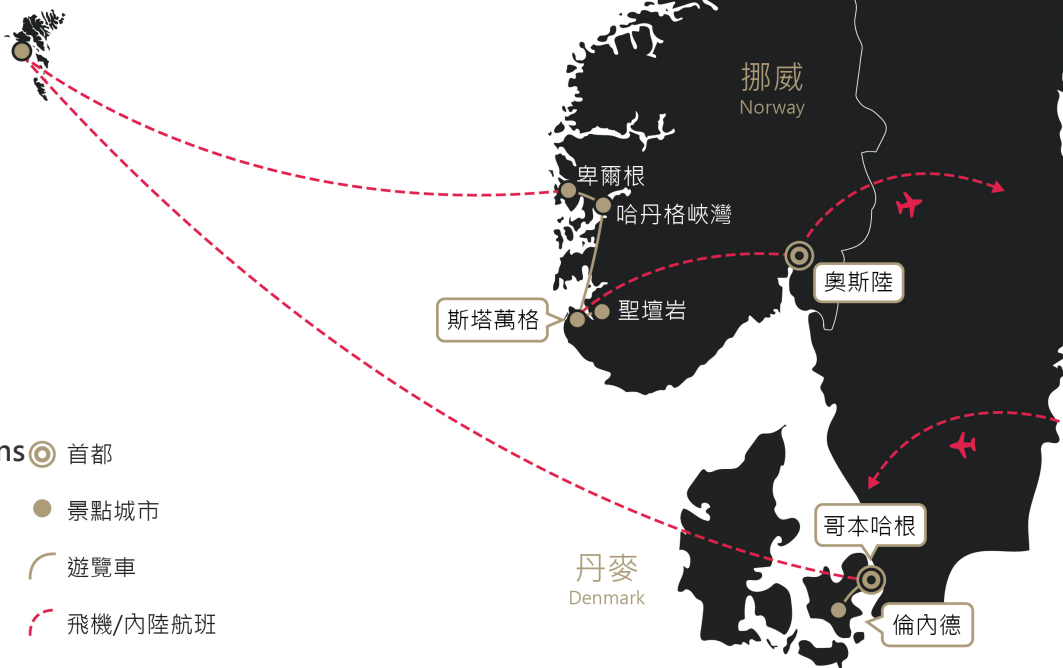 挪威
Norway
卑爾根
哈丹格峽灣
奧斯陸
聖壇岩
斯塔萬格
ns
首都
景點城市
遊覽車
飛機/內陸航班
哥本哈根
丹麥
Denmark
倫內德